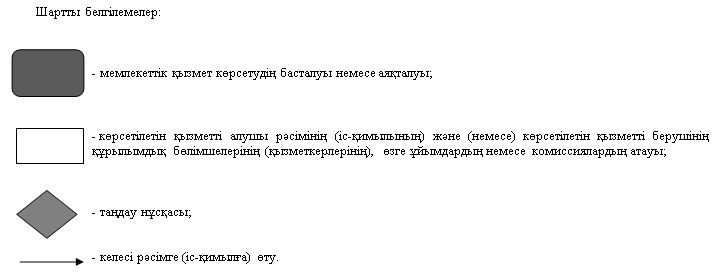 Шартты белгілемелер:
- мемлекеттік қызмет көрсетудің басталуы немесе аяқталуы;
- көрсетілетін қызметті алушы рәсімінің (іс-қимылының) және (немесе) көрсетілетін қызметті берушінің
құрылымдық бөлімшелерінің (қызметкерлерінің), өзге ұйымдардың немесе комиссиялардың атауы;
- таңдау нұсқасы;
- келесі рәсімге (іс-қимылға) өту.